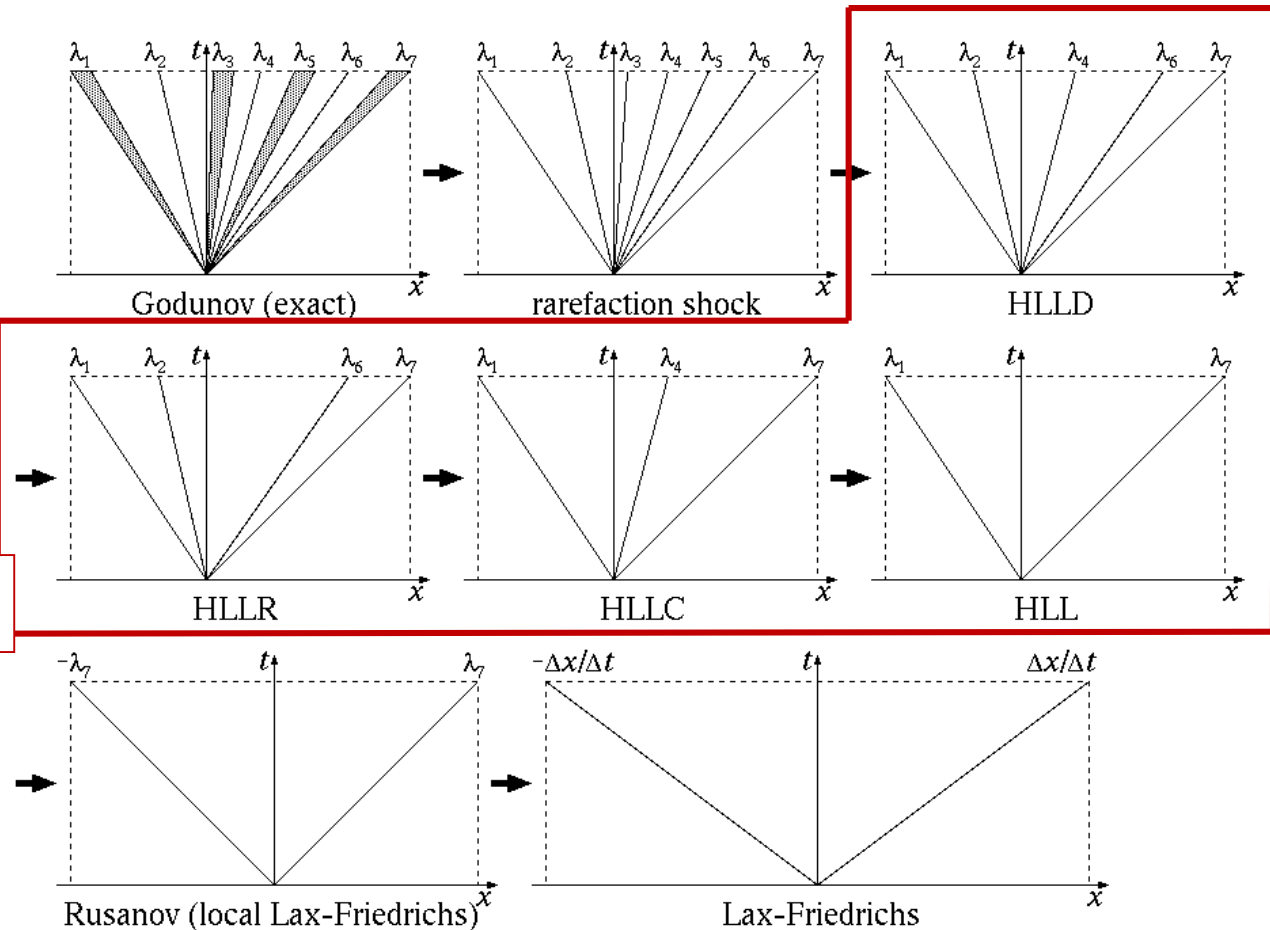 λ₁ λ₂ t λ₃ λ₄ λ₅ λ₆ λ₇
x
Godunov (exact)
λ₁ λ₂ t λ₃ λ₄ λ₅ λ₆ λ₇
x
rarefaction shock
λ₁ λ₂ t λ₄ λ₆ λ₇
x
HLLD
λ₁ λ₂ t λ₆ λ₇
x
HLLR
λ₁ t λ₄ λ₇
x
HLLC
λ₁ t λ₇
x
HLL
-λ₇ t λ₇
x
Rusanov (local Lax-Friedrichs)
-Δx/Δt t Δx/Δt
x
Lax-Friedrichs